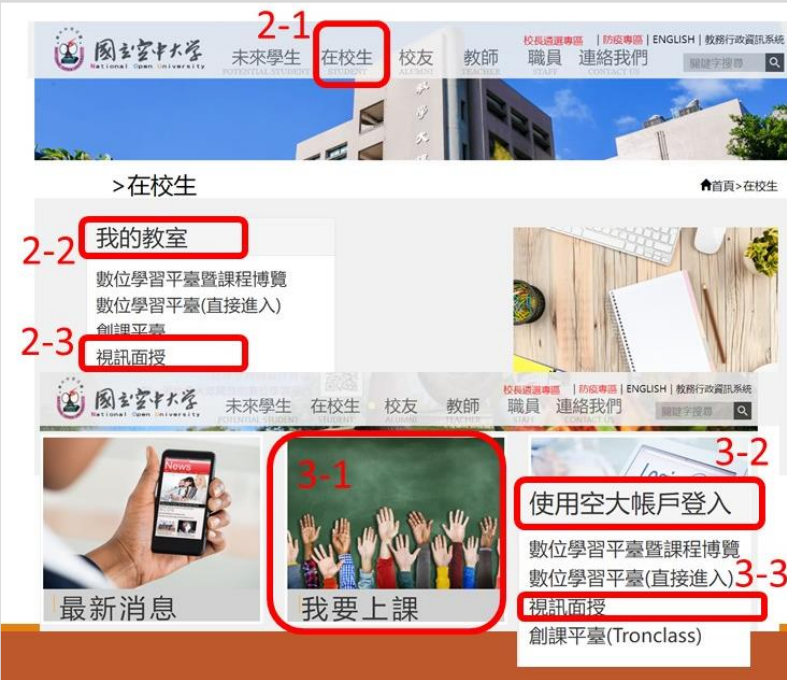 2-1
校長遴選專區 | 防疫專區 | ENGLISH | 教務行政資訊系統
國立空中大學
National Open University
未來學生 在校生 校友 教師 職員 連絡我們
POTENTIAL STUDENT STUDENT ALUMNI TEACHER STAFF CONTACT US
關鍵字搜尋
>在校生
首頁>在校生
2-2
我的教室
數位學習平臺暨課程博覽
數位學習平臺(直接進入)
創課平臺
2-3
視訊面授
校長遴選專區 | 防疫專區 | ENGLISH | 教務行政資訊系統
國立空中大學
National Open University
未來學生 在校生 校友 教師 職員 連絡我們
POTENTIAL STUDENT STUDENT ALUMNI TEACHER STAFF CONTACT US
關鍵字搜尋
News
3-1
3-2
使用空大帳戶登入
數位學習平臺暨課程博覽
數位學習平臺(直接進入)
3-3
視訊面授
創課平臺(Tronclass)
最新消息
我要上課